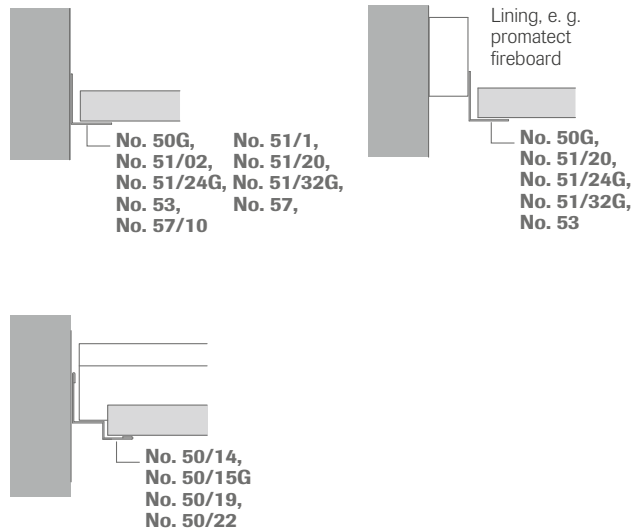 Lining, e. g.
promatect
fireboard
No. 50G, No. 51/1,
No. 51/02, No. 51/20,
No. 51/24G, No. 51/32G,
No. 53, No. 57,
No. 57/10
No. 50G,
No. 51/20,
No. 51/24G,
No. 51/32G,
No. 53
No. 50/14,
No. 50/15G
No. 50/19,
No. 50/22